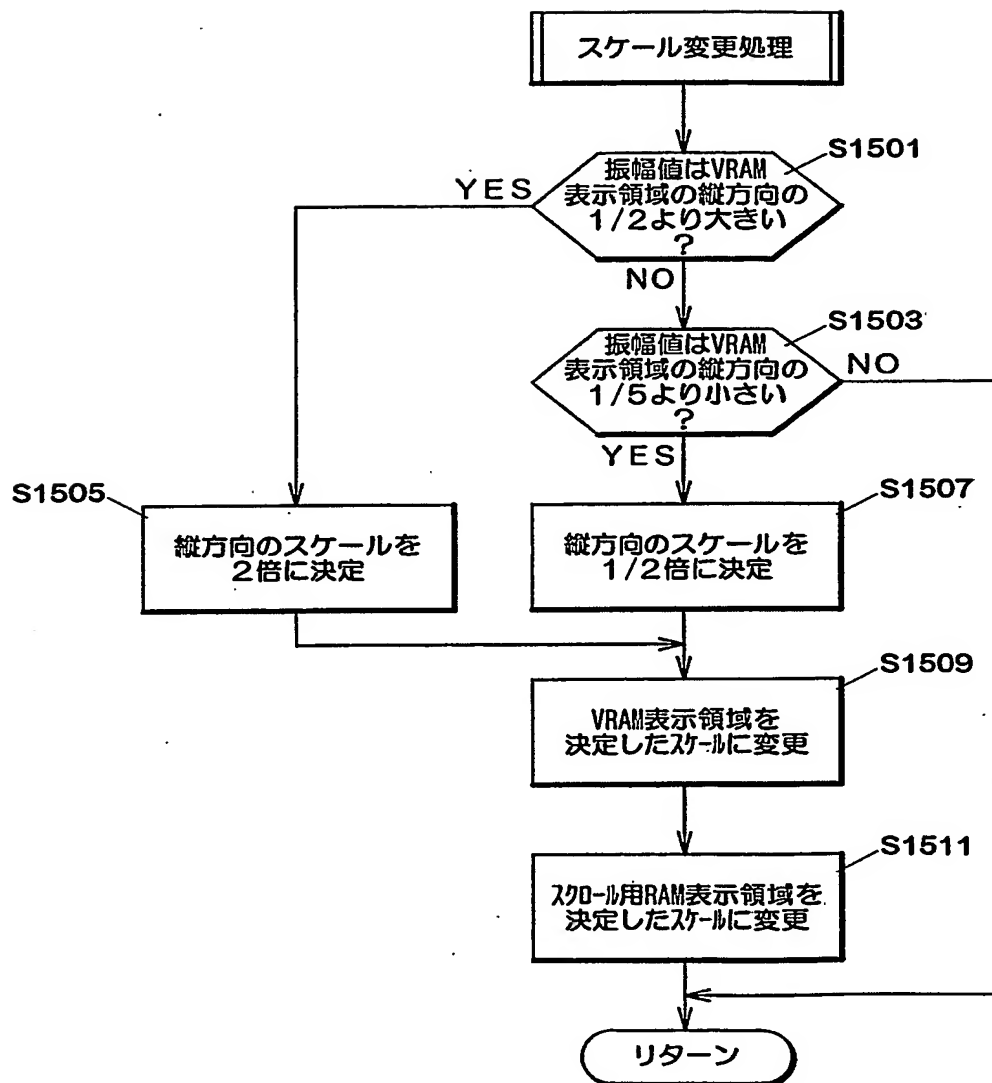 スケール変更処理
S1501
振幅値はVRAM
表示領域の縦方向の
1/2より大きい
?
YES
NO
S1503
振幅値はVRAM
表示領域の縦方向の
1/5より小さい
?
NO
YES
S1505
縦方向のスケールを
2倍に決定
S1507
縦方向のスケールを
1/2倍に決定
S1509
VRAM表示領域を
決定したスケールに変更
S1511
スクロール用RAM表示領域を
決定したスケールに変更
リターン